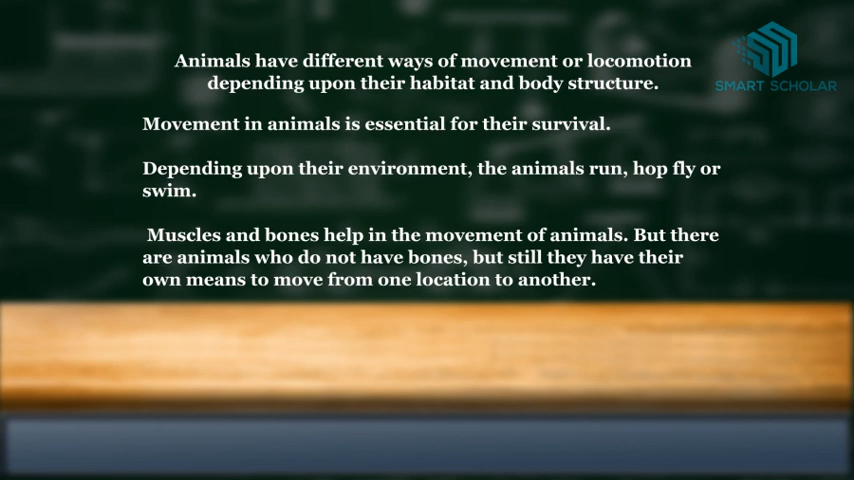 Animals have different ways of movement or locomotion
depending upon their habitat and body structure.
SMART SCHOLAR
Movement in animals is essential for their survival.
Depending upon their environment, the animals run, hop fly or
swim.
Muscles and bones help in the movement of animals. But there
are animals who do not have bones, but still they have their
own means to move from one location to another.